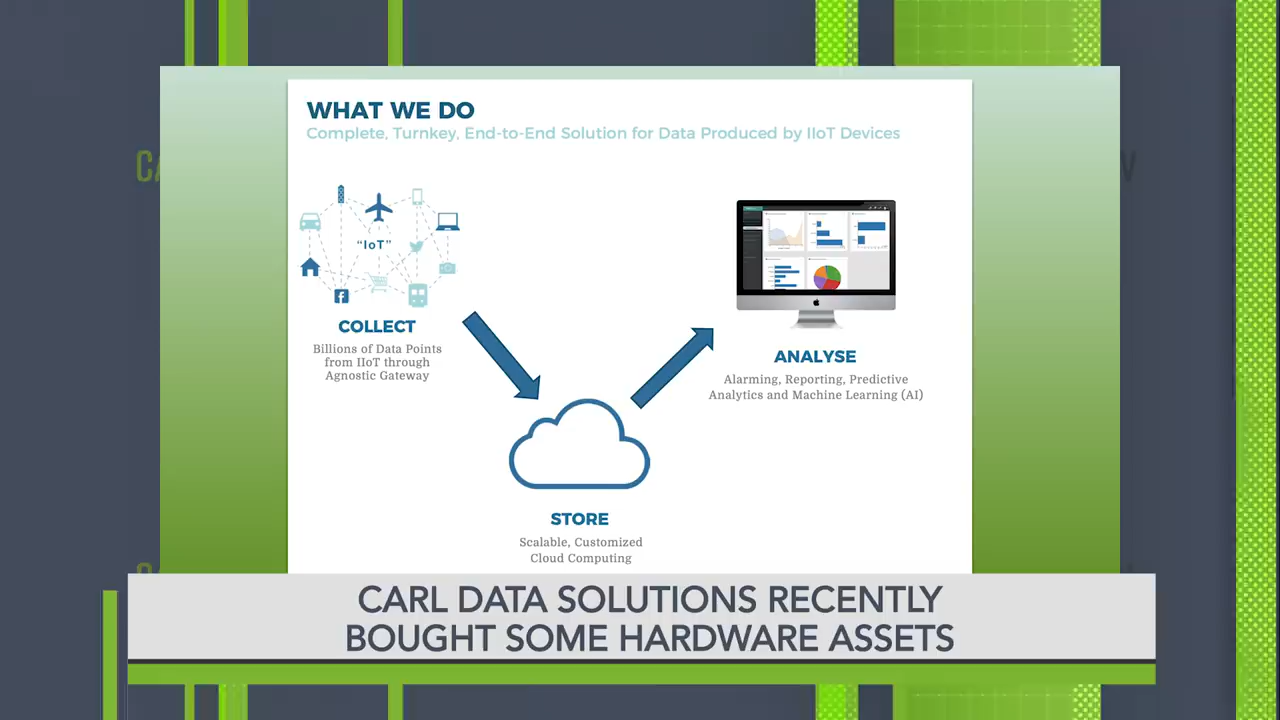 WHAT WE DO
Complete, Turnkey, End-to-End Solution for Data Produced by IIoT Devices
"IoT"
COLLECT
Billions of Data Points
from IIoT through
Agnostic Gateway
ANALYSE
Alarming, Reporting, Predictive
Analytics and Machine Learning (AI)
STORE
Scalable, Customized
Cloud Computing
CARL DATA SOLUTIONS RECENTLY
BOUGHT SOME HARDWARE ASSETS